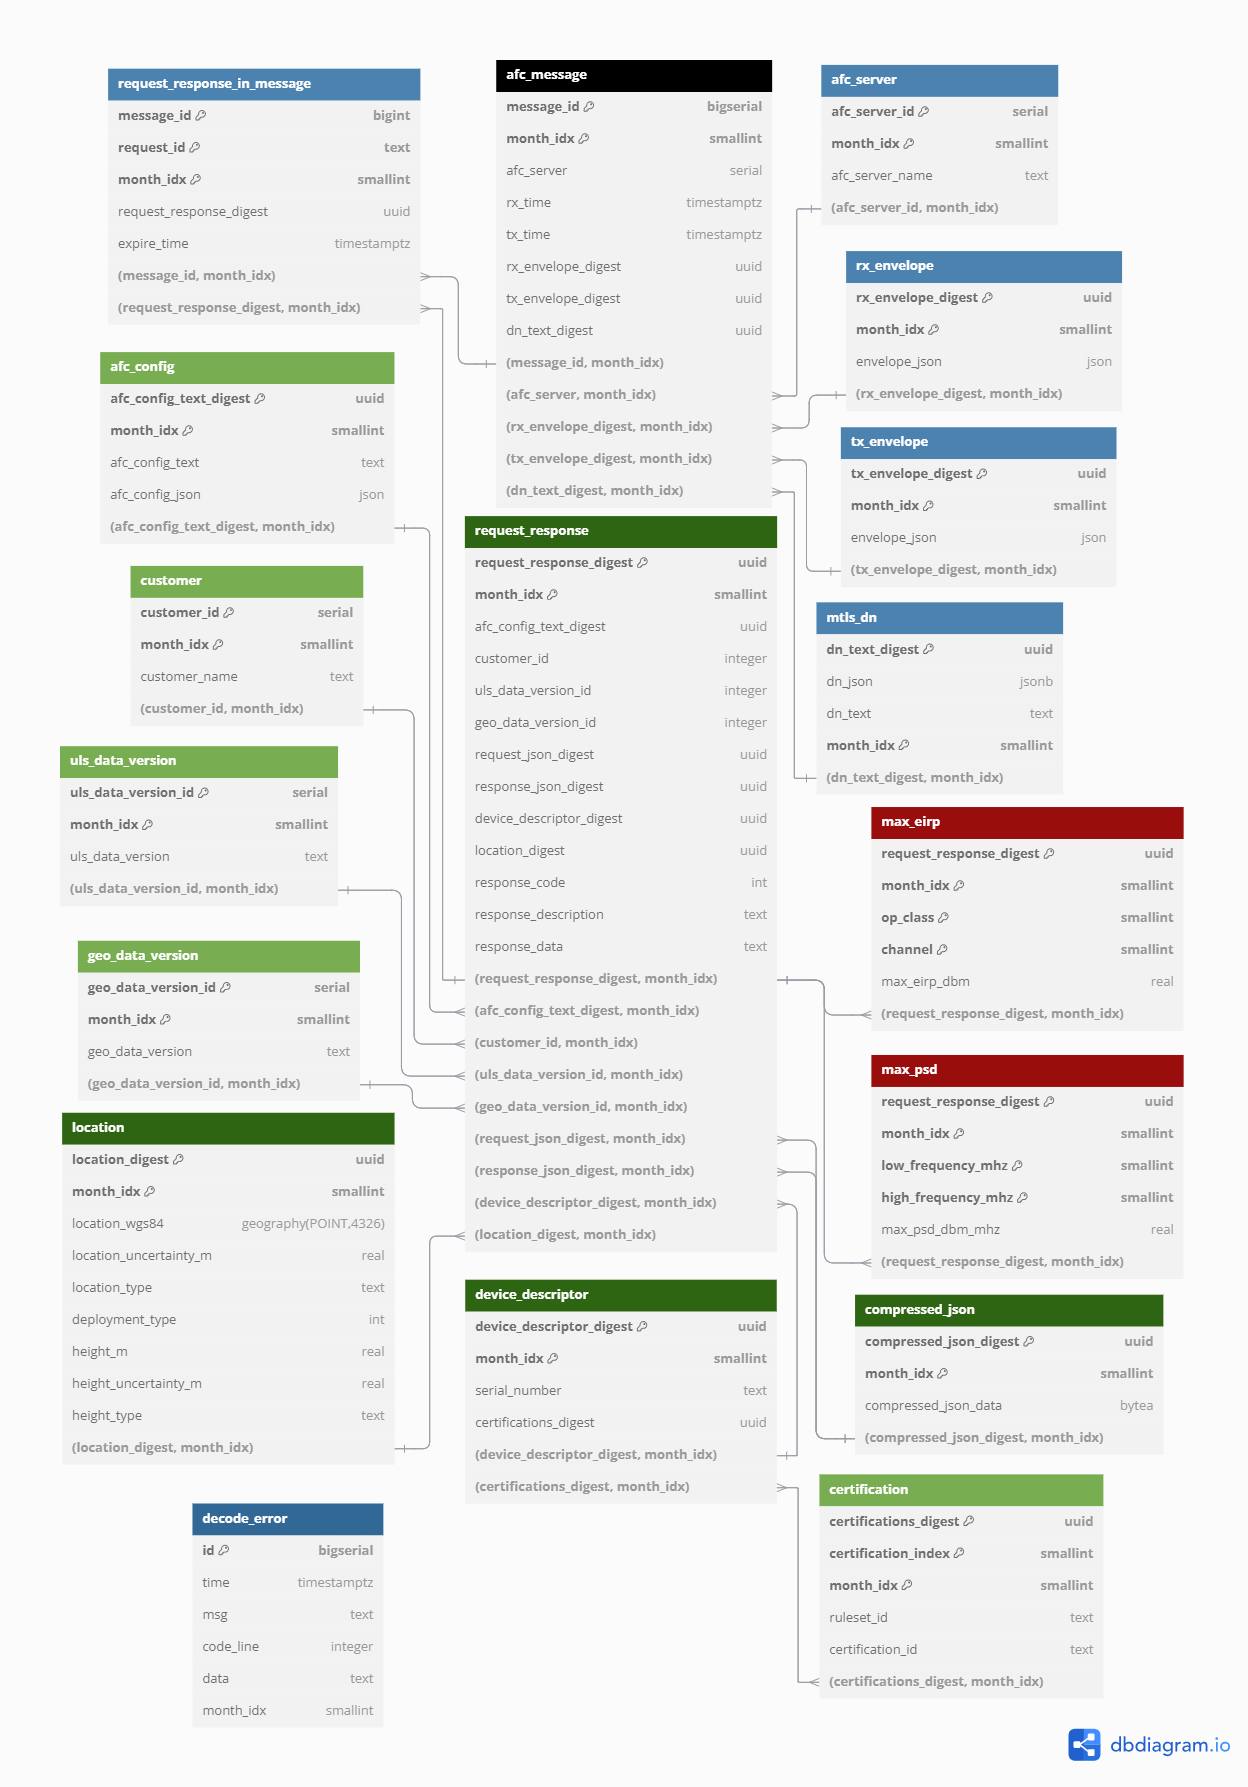 request_response_in_message
message_id bigint
request_id text
month_idx smallint
request_response_digest uuid
expire_time timestamptz
(message_id, month_idx)
(request_response_digest, month_idx)
afc_message
message_id bigserial
month_idx smallint
afc_server serial
rx_time timestamptz
tx_time timestamptz
rx_envelope_digest uuid
tx_envelope_digest uuid
dn_text_digest uuid
(message_id, month_idx)
(afc_server, month_idx)
(rx_envelope_digest, month_idx)
(tx_envelope_digest, month_idx)
(dn_text_digest, month_idx)
afc_server
afc_server_id serial
month_idx smallint
afc_server_name text
(afc_server_id, month_idx)
rx_envelope
rx_envelope_digest uuid
month_idx smallint
envelope_json json
(rx_envelope_digest, month_idx)
afc_config
afc_config_text_digest uuid
month_idx smallint
afc_config_text text
afc_config_json json
(afc_config_text_digest, month_idx)
tx_envelope
tx_envelope_digest uuid
month_idx smallint
envelope_json json
(tx_envelope_digest, month_idx)
customer
customer_id serial
month_idx smallint
customer_name text
(customer_id, month_idx)
request_response
request_response_digest uuid
month_idx smallint
afc_config_text_digest uuid
customer_id integer
uls_data_version_id integer
geo_data_version_id integer
request_json_digest uuid
response_json_digest uuid
device_descriptor_digest uuid
location_digest uuid
response_code int
response_description text
response_data text
(request_response_digest, month_idx)
(afc_config_text_digest, month_idx)
(customer_id, month_idx)
(uls_data_version_id, month_idx)
(geo_data_version_id, month_idx)
(request_json_digest, month_idx)
(response_json_digest, month_idx)
(device_descriptor_digest, month_idx)
(location_digest, month_idx)
mtls_dn
dn_text_digest uuid
dn_json jsonb
dn_text text
month_idx smallint
(dn_text_digest, month_idx)
uls_data_version
uls_data_version_id serial
month_idx smallint
uls_data_version text
(uls_data_version_id, month_idx)
max_eirp
request_response_digest uuid
month_idx smallint
op_class smallint
channel smallint
max_eirp_dbm real
(request_response_digest, month_idx)
geo_data_version
geo_data_version_id serial
month_idx smallint
geo_data_version text
(geo_data_version_id, month_idx)
max_psd
request_response_digest uuid
month_idx smallint
low_frequency_mhz smallint
high_frequency_mhz smallint
max_psd_dbm_mhz real
(request_response_digest, month_idx)
location
location_digest uuid
month_idx smallint
location_wgs84 geography(POINT,4326)
location_uncertainty_m real
location_type text
deployment_type int
height_m real
height_uncertainty_m real
height_type text
(location_digest, month_idx)
device_descriptor
device_descriptor_digest uuid
month_idx smallint
serial_number text
certifications_digest uuid
(device_descriptor_digest, month_idx)
(certifications_digest, month_idx)
compressed_json
compressed_json_digest uuid
month_idx smallint
compressed_json_data bytea
(compressed_json_digest, month_idx)
certification
certifications_digest uuid
certification_index smallint
month_idx smallint
ruleset_id text
certification_id text
(certifications_digest, month_idx)
decode_error
id bigserial
time timestamptz
msg text
code_line integer
data text
month_idx smallint
dbdiagram.io